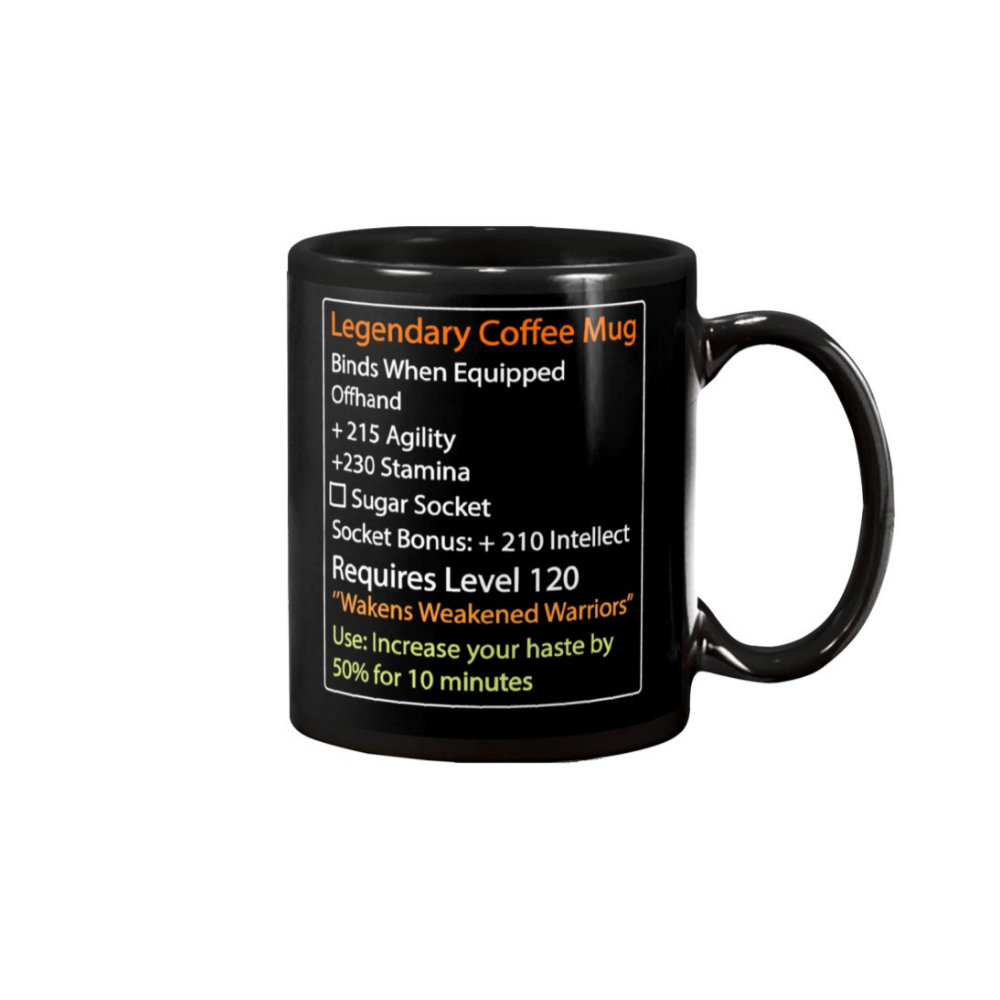 Legendary Coffee Mug
Binds When Equipped
Offhand
+ 215 Agility
+230 Stamina
Sugar Socket
Socket Bonus: + 210 Intellect
Requires Level 120
"Wakens Weakened Warriors"
Use: Increase your haste by
50% for 10 minutes